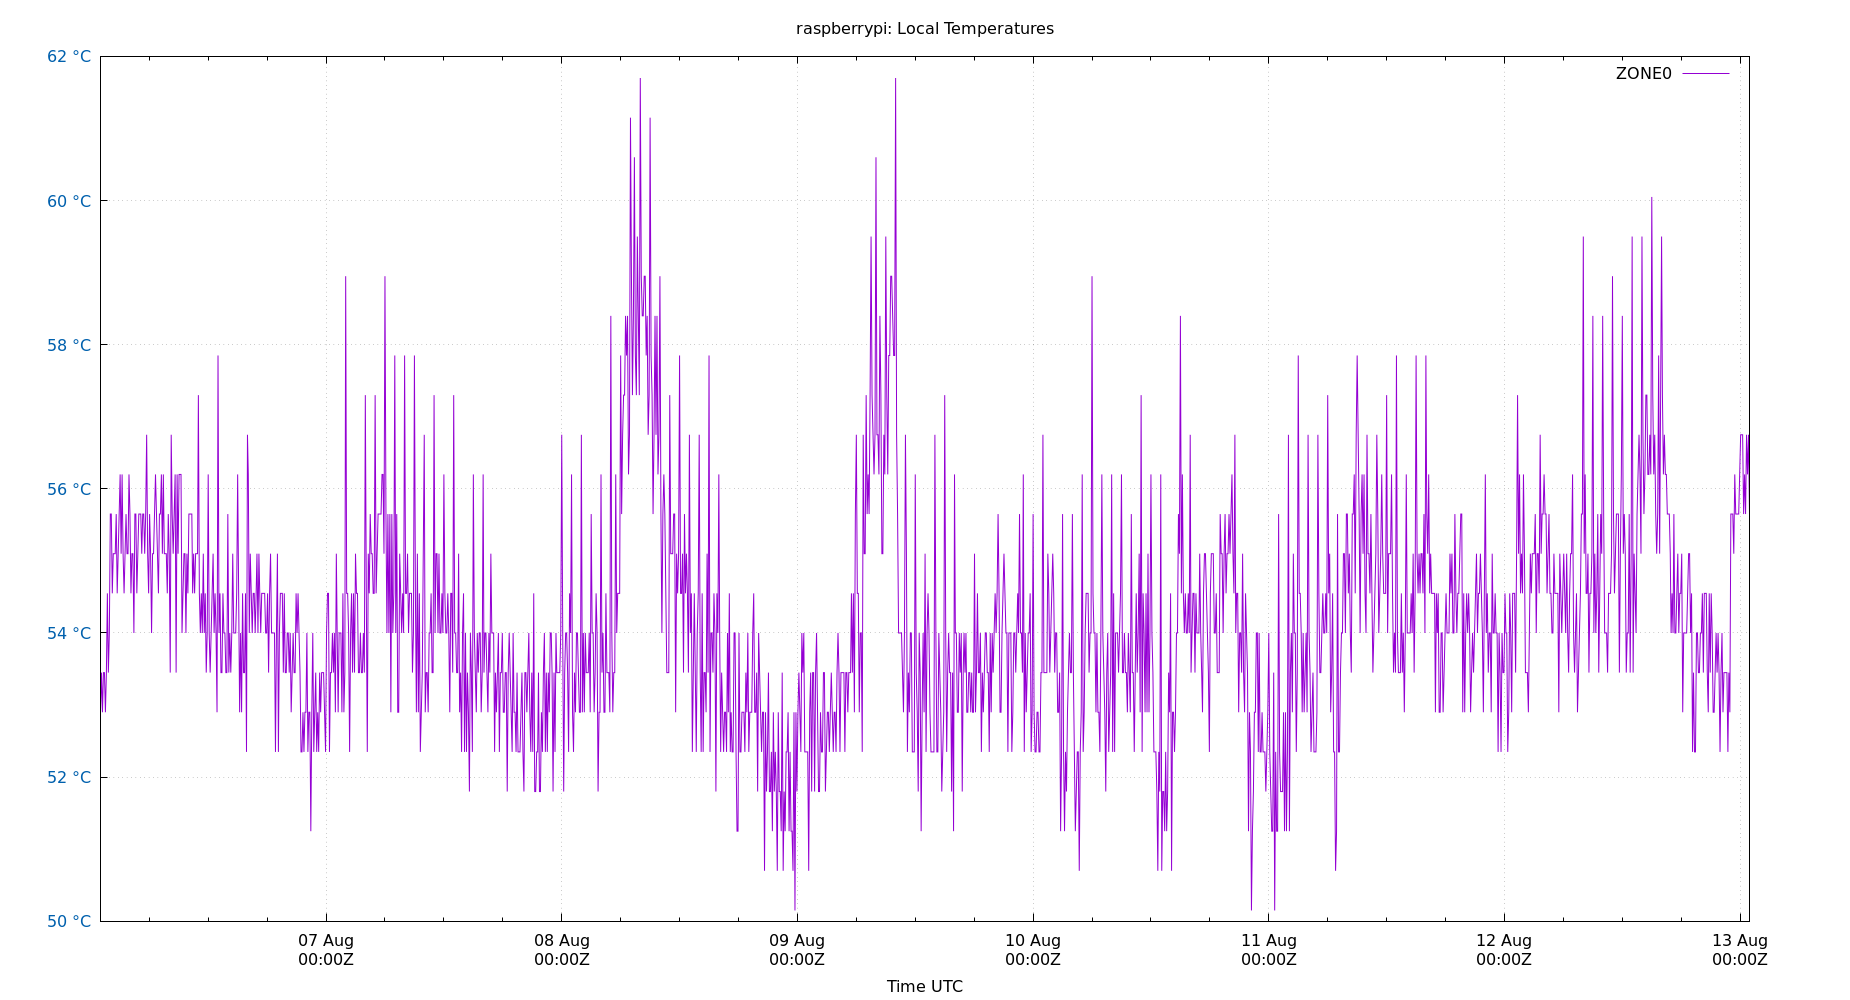 raspberrypi: Local Temperatures
62 °C
ZONE0
60 °C
58 °C
56 °C
54 °C
52 °C
50 °C
07 Aug 08 Aug 09 Aug 10 Aug 11 Aug 12 Aug 13 Aug
00:00Z 00:00Z 00:00Z 00:00Z 00:00Z 00:00Z 00:00Z
Time UTC